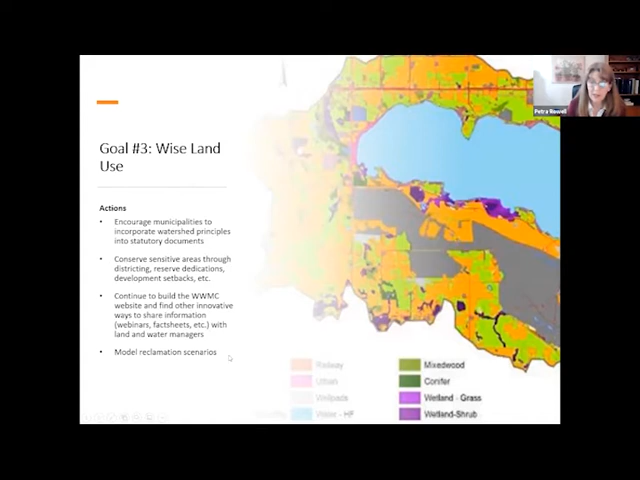 Petra Rowell
Goal #3: Wise Land
Use
Actions
• Encourage municipalities to
incorporate watershed principles
into statutory documents
• Conserve sensitive areas through
districting, reserve dedications,
development setbacks, etc.
• Continue to build the WWMC
website and find other innovative
ways to share information
(webinars, factsheets, etc.) with
land and water managers
• Model reclamation scenarios
Railway
Urban
Wellpads
Water - HF
Mixedwood
Conifer
Wetland - Grass
Wetland-Shrub